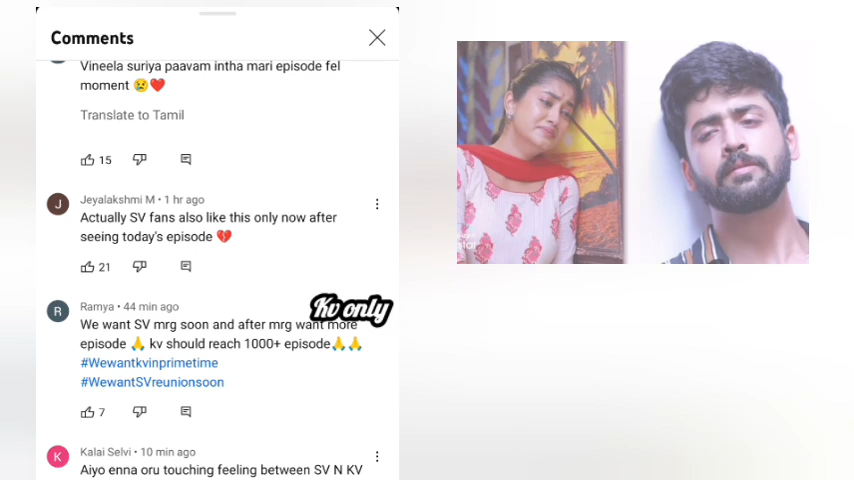 Comments
Vineela suriya paavam intha mari episode fel
moment 😢❤️
Translate to Tamil
15
Jeyalakshmi M • 1 hr ago
J
Actually SV fans also like this only now after
seeing today's episode 💔
21
Ramya • 44 min ago
R
Kv only
We want SV mrg soon and after mrg want more
episode 🙏 kv should reach 1000+ episode🙏🙏
#Wewantkvinprimetime
#WewantSVreunionsoon
7
Kalai Selvi • 10 min ago
K
Aiyo enna oru touching feeling between SV N KV